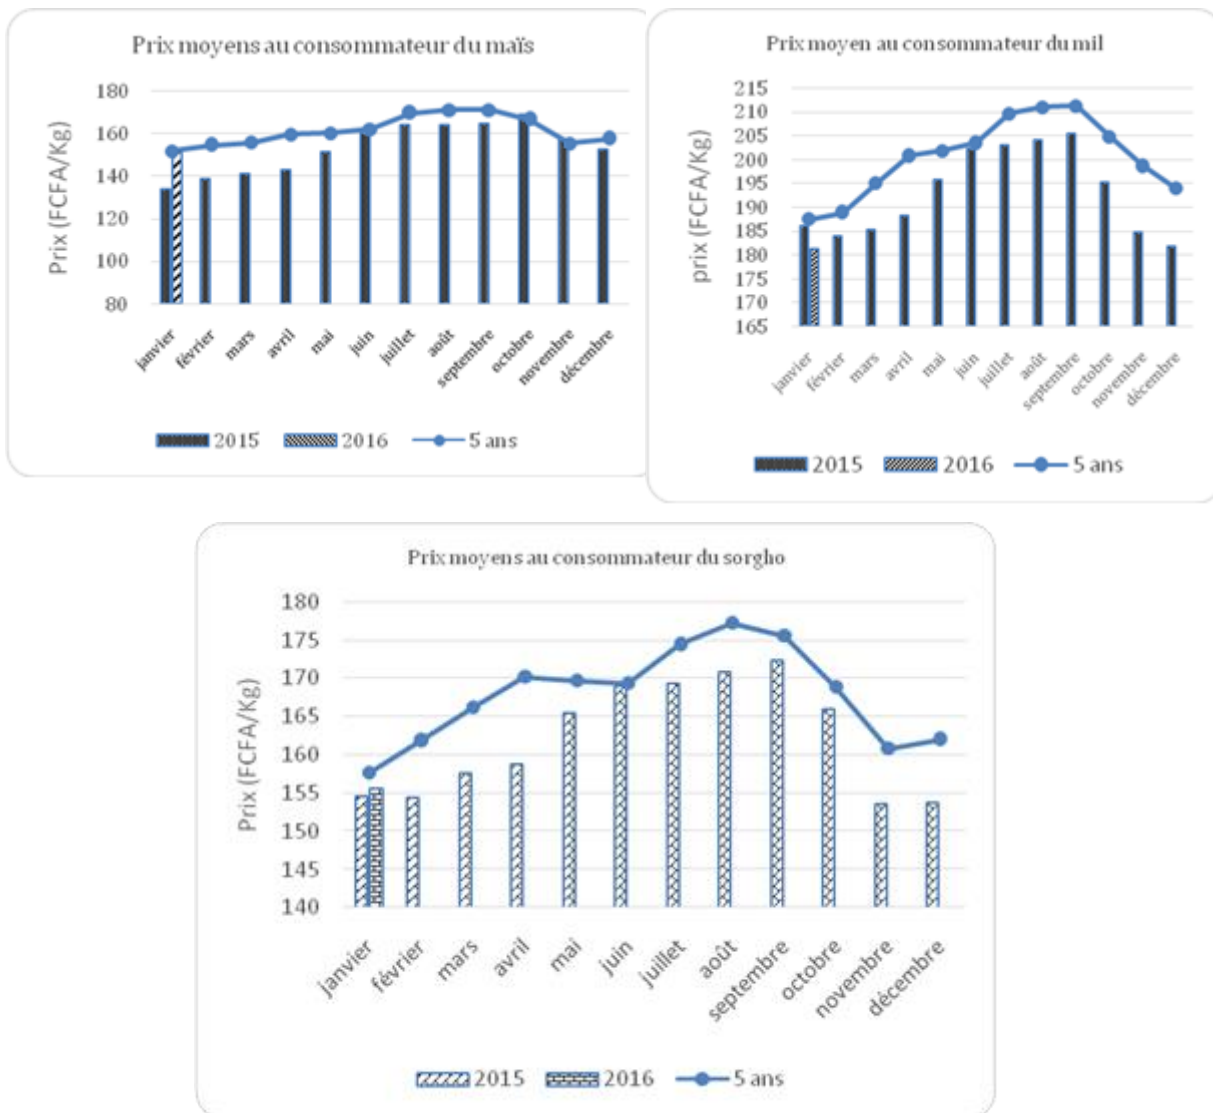 Prix moyens au consommateur du maïs
Prix (FCFA/Kg)
180
160
140
120
100
80
janvier
février
mars
avril
mai
juin
juillet
août
septembre
octobre
novembre
décembre
2015 2016 5 ans
Prix moyen au consommateur du mil
prix (FCFA/Kg)
215
210
205
200
195
190
185
180
175
170
165
janvier
février
mars
avril
mai
juin
juillet
août
septembre
octobre
novembre
décembre
2015 2016 5 ans
Prix moyens au consommateur du sorgho
Prix (FCFA/Kg)
180
175
170
165
160
155
150
145
140
janvier
février
mars
avril
mai
juin
juillet
août
septembre
octobre
novembre
décembre
2015 2016 5 ans